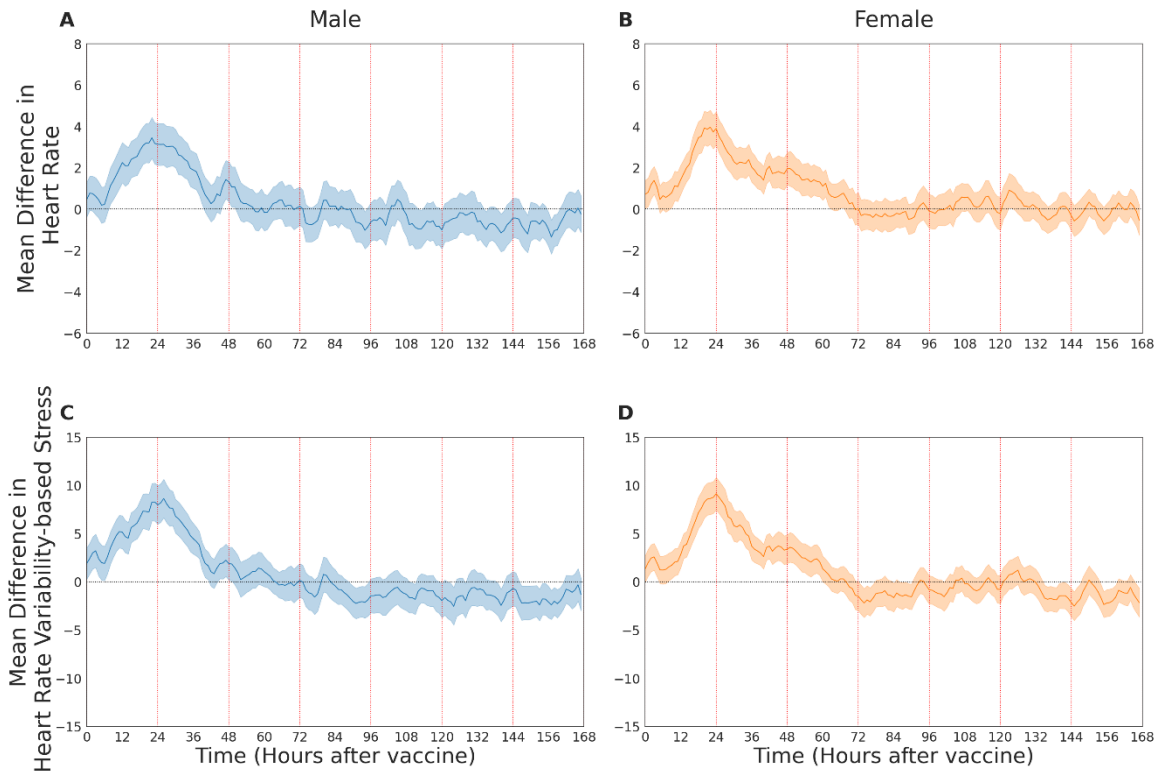 A Male
B Female
Mean Difference in
Heart Rate
8
6
4
2
0
−2
−4
−6
0 12 24 36 48 60 72 84 96 108 120 132 144 156 168
8
6
4
2
0
−2
−4
−6
0 12 24 36 48 60 72 84 96 108 120 132 144 156 168
C
D
Mean Difference in
Heart Rate Variability-based Stress
15
10
5
0
−5
−10
−15
0 12 24 36 48 60 72 84 96 108 120 132 144 156 168
Time (Hours after vaccine)
15
10
5
0
−5
−10
−15
0 12 24 36 48 60 72 84 96 108 120 132 144 156 168
Time (Hours after vaccine)